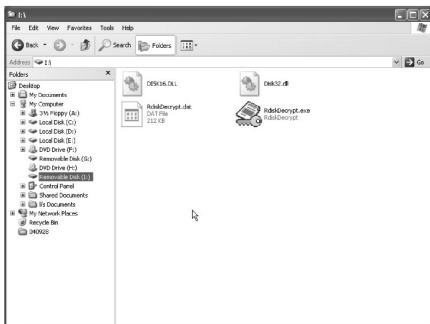 I:\
File Edit View Favorites Tools Help
Back Search Folders
Address I:\ Go
Folders x
Desktop
My Documents
My Computer
3½ Floppy (A:)
Local Disk (C:)
Local Disk (D:)
Local Disk (E:)
DVD Drive (F:)
Removable Disk (G:)
DVD Drive (H:)
Removable Disk (I:)
Control Panel
Shared Documents
My Network Places
Recycle Bin
040928
DESK16.DLL
Disk32.dll
RdiskDecrypt.dat
DAT File
212 KB
RdiskDecrypt.exe
RdiskDecrypt